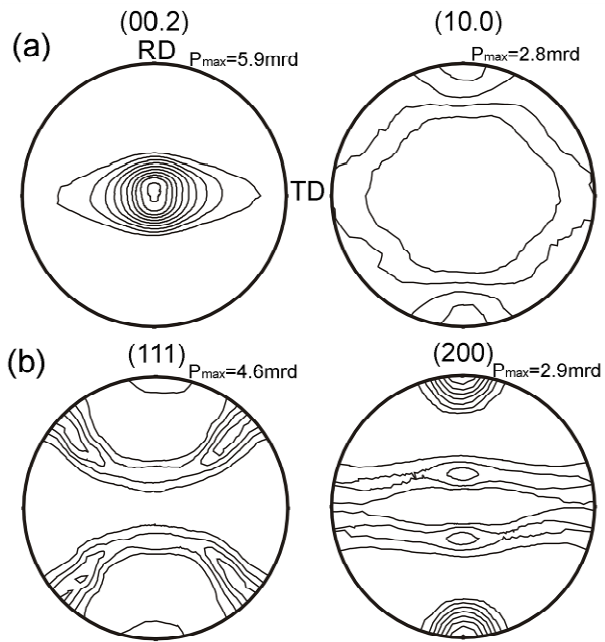 (a)
(00.2)
RD
Pmax=5.9mrd
(10.0)
Pmax=2.8mrd
TD
(b)
(111)
Pmax=4.6mrd
(200)
Pmax=2.9mrd